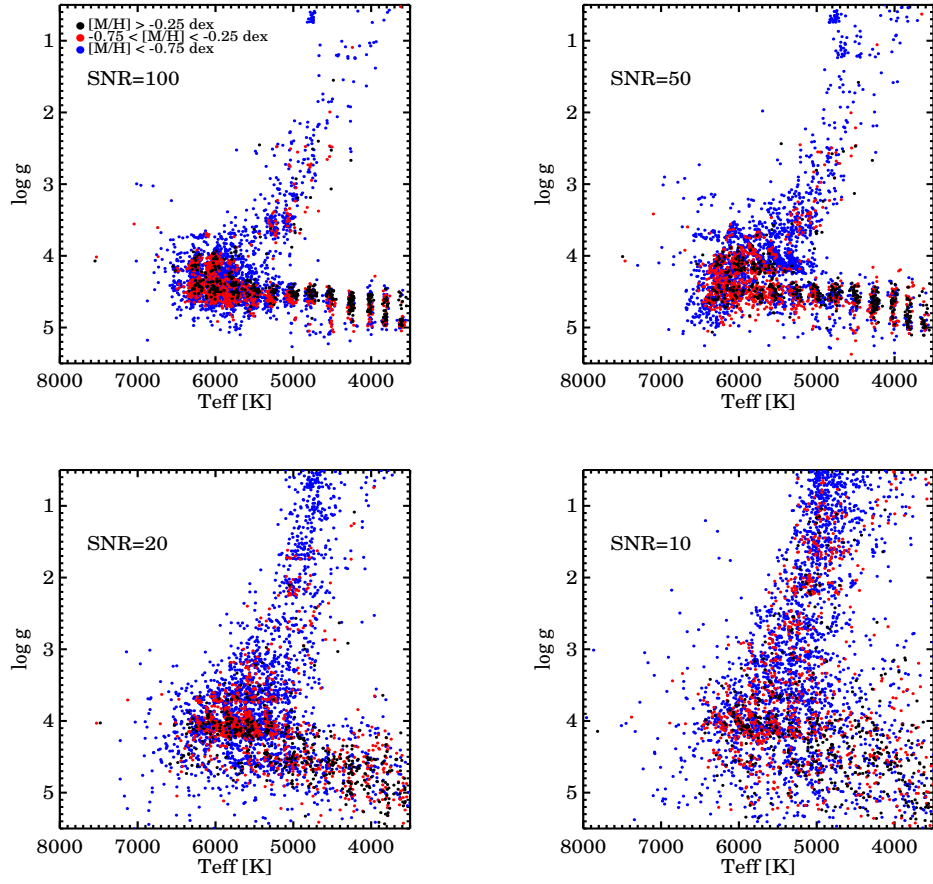 [M/H] > -0.25 dex
-0.75 < [M/H] < -0.25 dex
[M/H] < -0.75 dex
SNR=100
1
2
3
4
5
log g
8000 7000 6000 5000 4000
Teff [K]
SNR=50
1
2
3
4
5
log g
8000 7000 6000 5000 4000
Teff [K]
SNR=20
1
2
3
4
5
log g
8000 7000 6000 5000 4000
Teff [K]
SNR=10
1
2
3
4
5
log g
8000 7000 6000 5000 4000
Teff [K]